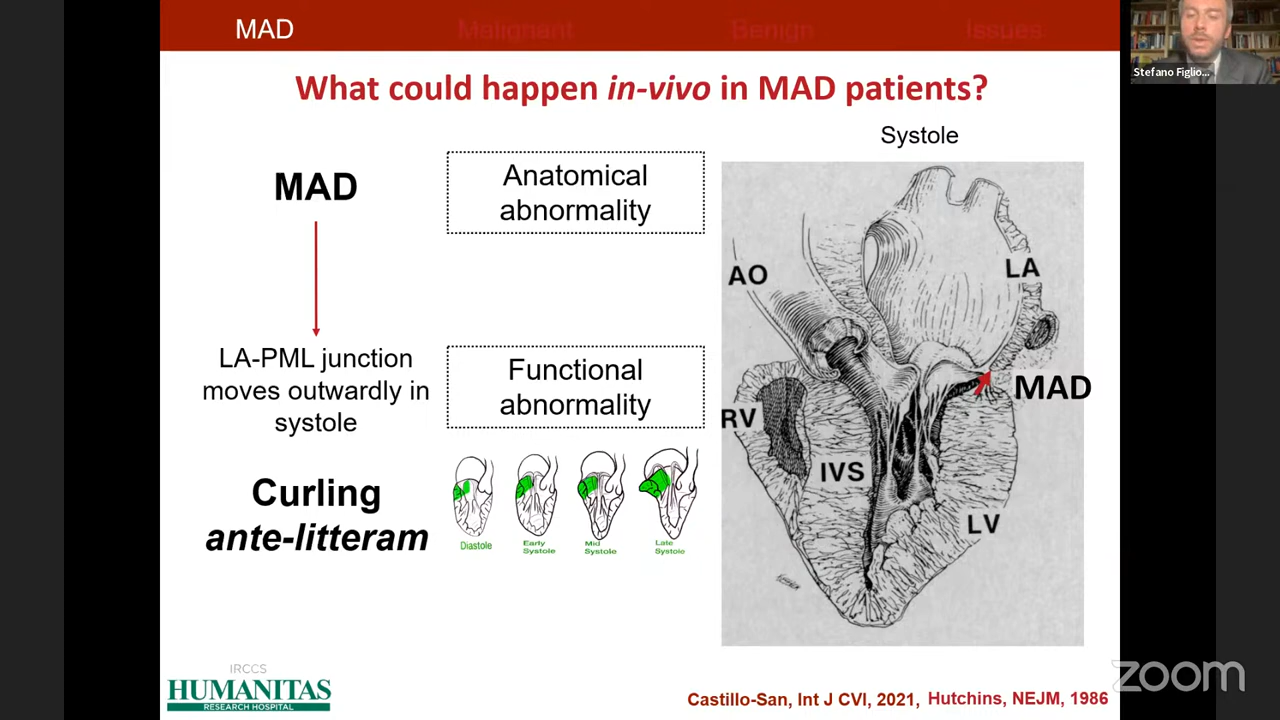 MAD
Malignant
Benign
Issues
Stefano Figlio...
What could happen in-vivo in MAD patients?
Systole
MAD
Anatomical
abnormality
AO
LA
LA-PML junction
moves outwardly in
systole
Functional
abnormality
MAD
RV
IVS
LV
Curling
ante-litteram
Diastole
Early
Systole
Mid
Systole
Late
Systole
IRCCS
HUMANITAS
RESEARCH HOSPITAL
Castillo-San, Int J CVI, 2021, Hutchins, NEJM, 1986
zoom